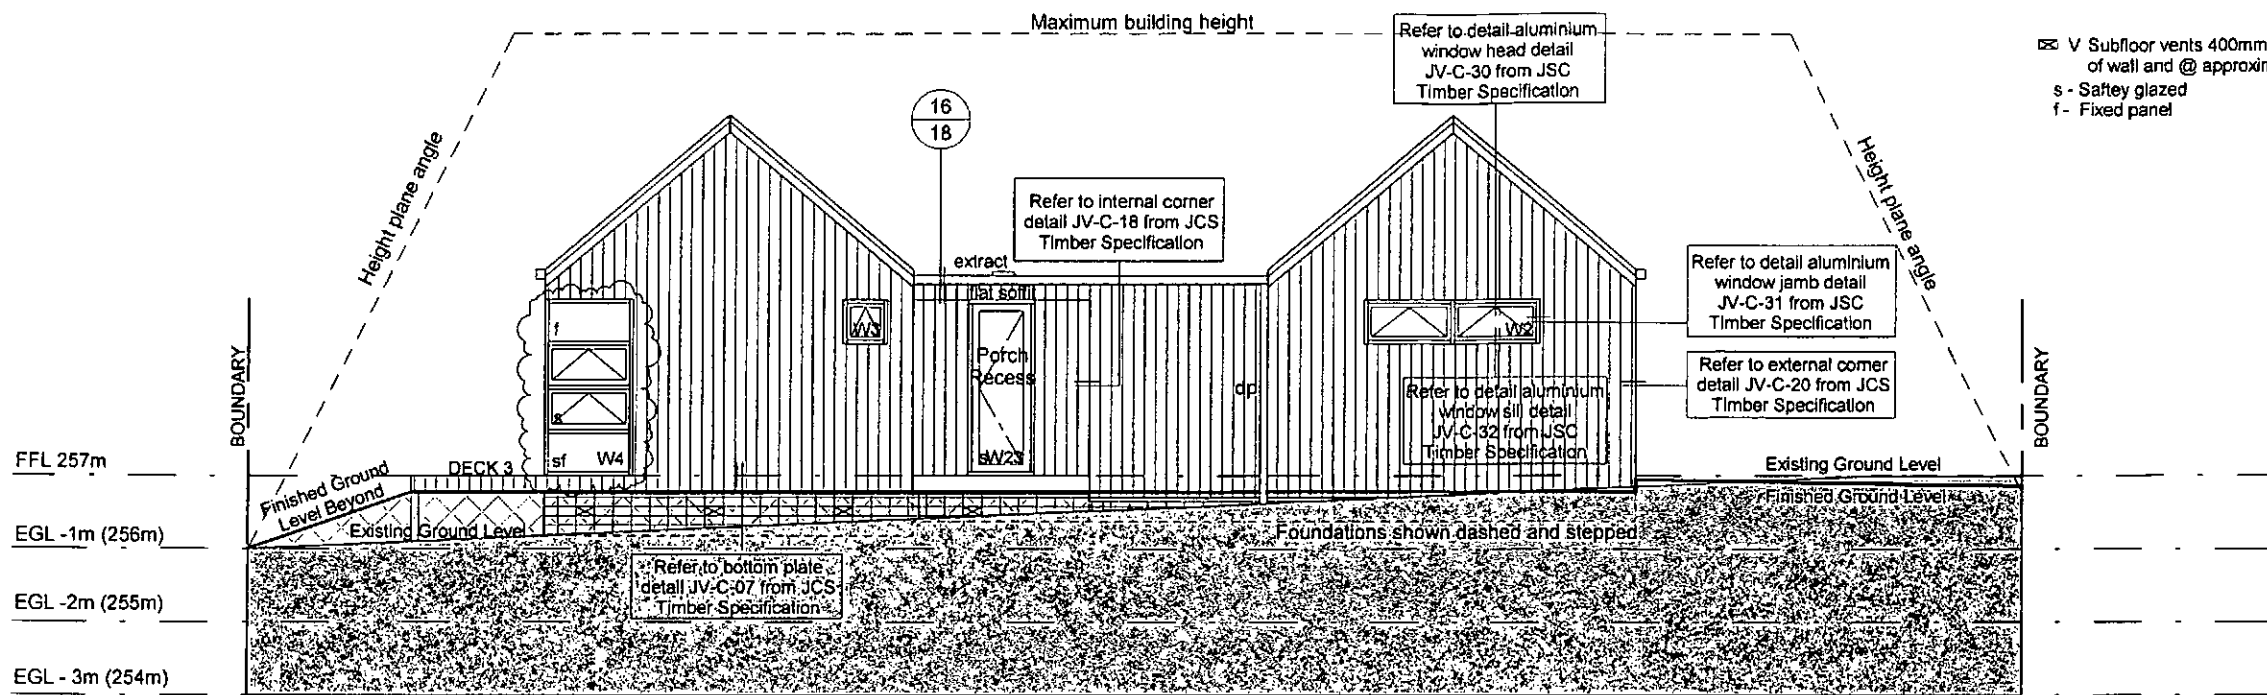 Maximum building height
Refer to detail aluminium
window head detail
JV-C-30 from JSC
Timber Specification
V Subfloor vents 400mm
of wall and @
s - Saftey glazed
f - Fixed panel
16
18
Height plane angle
Height plane angle
Refer to internal corner
detail JV-C-18 from JCS
Timber Specification
extract
flat soffit
Refer to detail aluminium
window jamb detail
JV-C-31 from JSC
Timber Specification
f
W3
W2
Porch
Recess
BOUNDARY
BOUNDARY
Refer to external corner
detail JV-C-20 from JCS
Timber Specification
dp
Refer to detail aluminium
window sill detail
JV-C-32 from JSC
Timber Specification
s
sf W4
sW23
FFL 257m
DECK 3
Existing Ground Level
Finished Ground
Level Beyond
Finished Ground Level
EGL -1m (256m)
Existing Ground Level
Foundations shown dashed and stepped
Refer to bottom plate
detail JV-C-07 from JCS
Timber Specification
EGL -2m (255m)
EGL - 3m (254m)